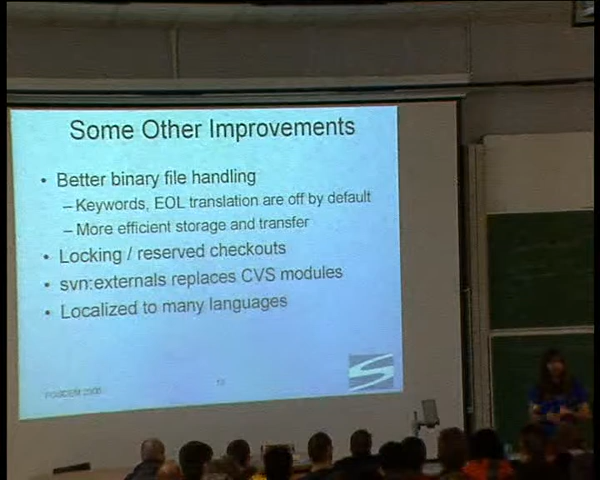 Some Other Improvements
• Better binary file handling
– Keywords, EOL translation are off by default
– More efficient storage and transfer
• Locking / reserved checkouts
• svn:externals replaces CVS modules
• Localized to many languages